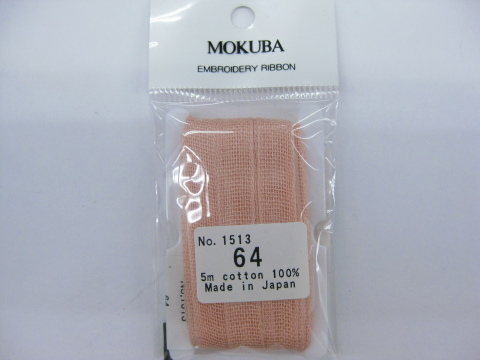 MOKUBA
EMBROIDERY RIBBON
No. 1513
64
5m cotton 100%
Made in Japan